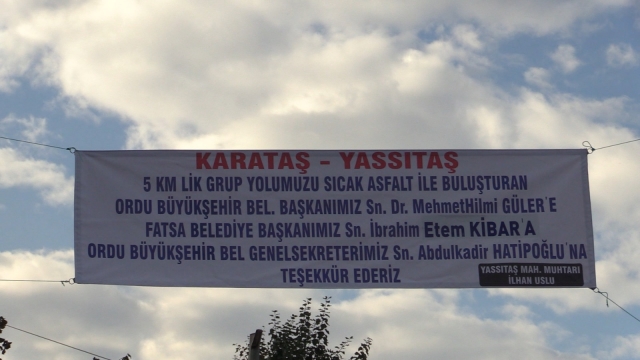 KARATAŞ - YASSITAŞ
5 KM LİK GRUP YOLUMUZU SICAK ASFALT İLE BULUŞTURAN
ORDU BÜYÜKŞEHİR BEL. BAŞKANIMIZ Sn. Dr. MehmetHilmi GÜLER'E
FATSA BELEDİYE BAŞKANIMIZ Sn. İbrahim Etem KİBAR'A
ORDU BÜYÜKŞEHİR BEL GENELSEKRETERİMİZ Sn. Abdulkadir HATİPOĞLU'NA
TEŞEKKÜR EDERİZ
YASSITAŞ MAH. MUHTARI
İLHAN USLU